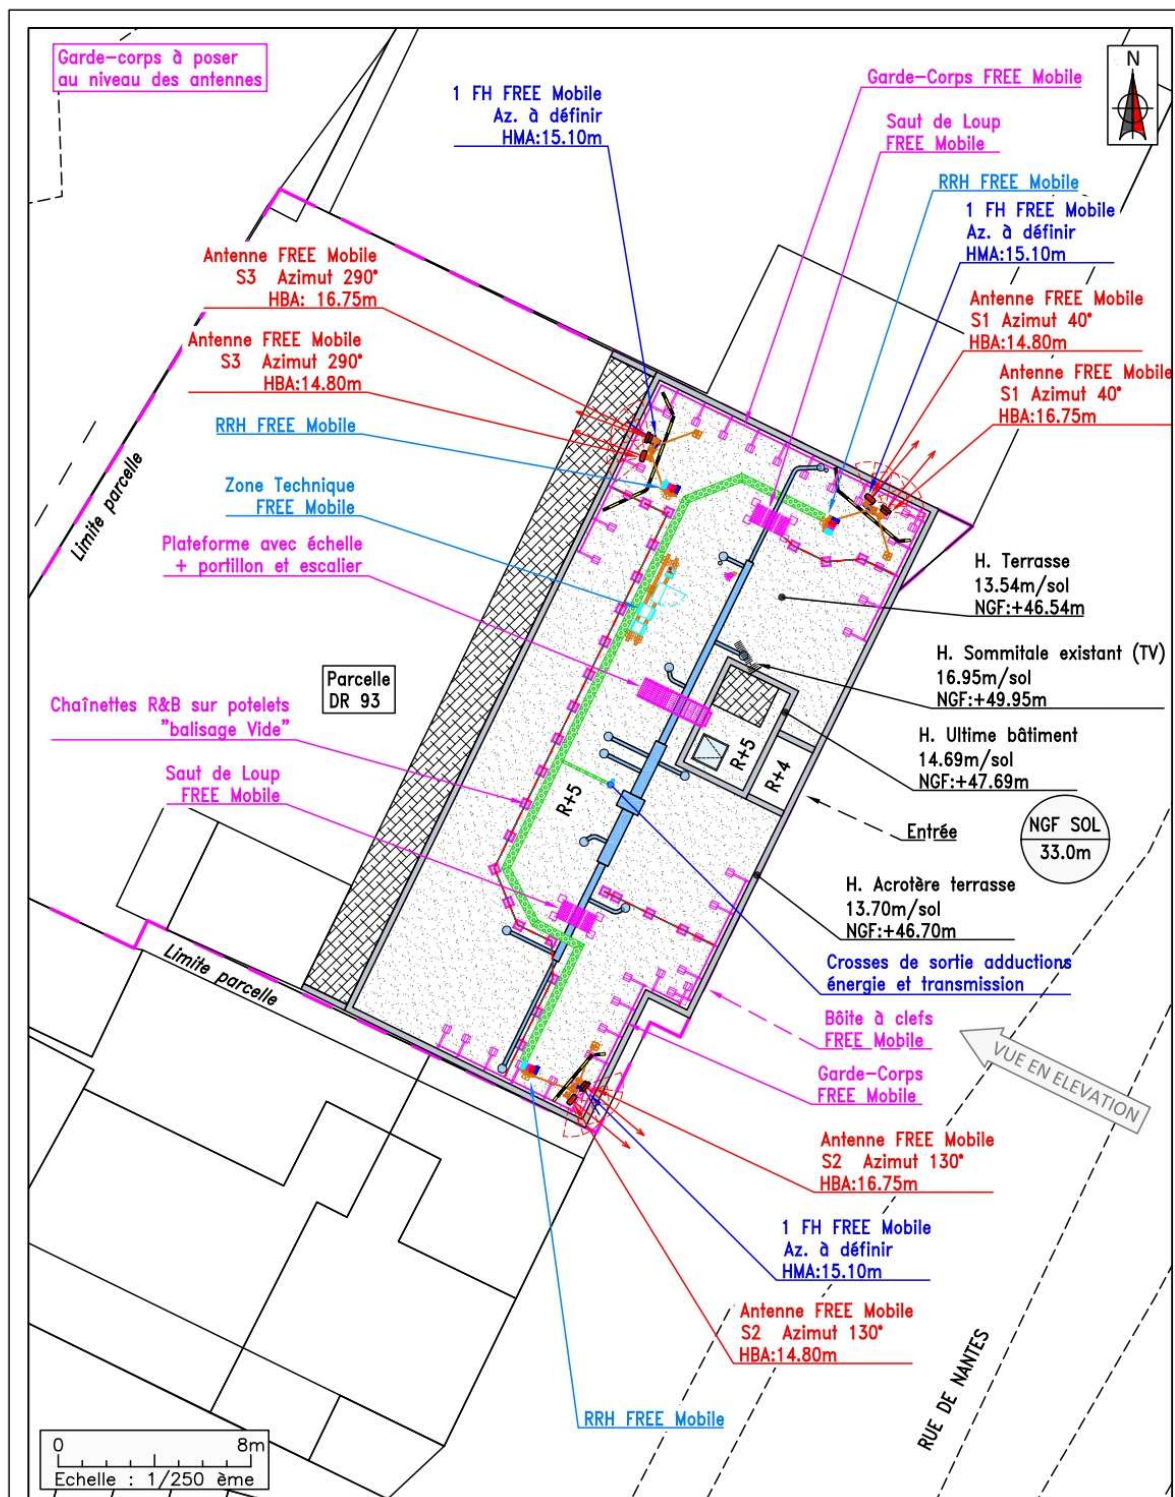 Garde-corps à poser
au niveau des antennes
1 FH FREE Mobile
Az. à définir
HMA:15.10m
Garde-Corps FREE Mobile
Saut de Loup
FREE Mobile
N
RRH FREE Mobile
1 FH FREE Mobile
Az. à définir
HMA:15.10m
Antenne FREE Mobile
S3 Azimut 290°
HBA: 16.75m
Antenne FREE Mobile
S1 Azimut 40°
HBA:14.80m
Antenne FREE Mobile
S3 Azimut 290°
HBA:14.80m
Antenne FREE Mobile
S1 Azimut 40°
HBA:16.75m
RRH FREE Mobile
Zone Technique
FREE Mobile
Limite parcelle
Plateforme avec échelle
+ portillon et escalier
H. Terrasse
13.54m/sol
NGF:+46.54m
H. Sommitale existant (TV)
16.95m/sol
NGF:+49.95m
Parcelle
DR 93
Chaînettes R&B sur potelets
"balisage Vide"
H. Ultime bâtiment
14.69m/sol
NGF:+47.69m
R+5
R+4
Saut de Loup
FREE Mobile
R+5
Entrée
NGF SOL
33.0m
H. Acrotère terrasse
13.70m/sol
NGF:+46.70m
Limite parcelle
Crosses de sortie adductions
énergie et transmission
Bôite à clefs
FREE Mobile
VUE EN ELEVATION
Garde-Corps
FREE Mobile
Antenne FREE Mobile
S2 Azimut 130°
HBA:16.75m
1 FH FREE Mobile
Az. à définir
HMA:15.10m
Antenne FREE Mobile
S2 Azimut 130°
HBA:14.80m
RUE DE NANTES
RRH FREE Mobile
0 8m
Echelle : 1/250 ème